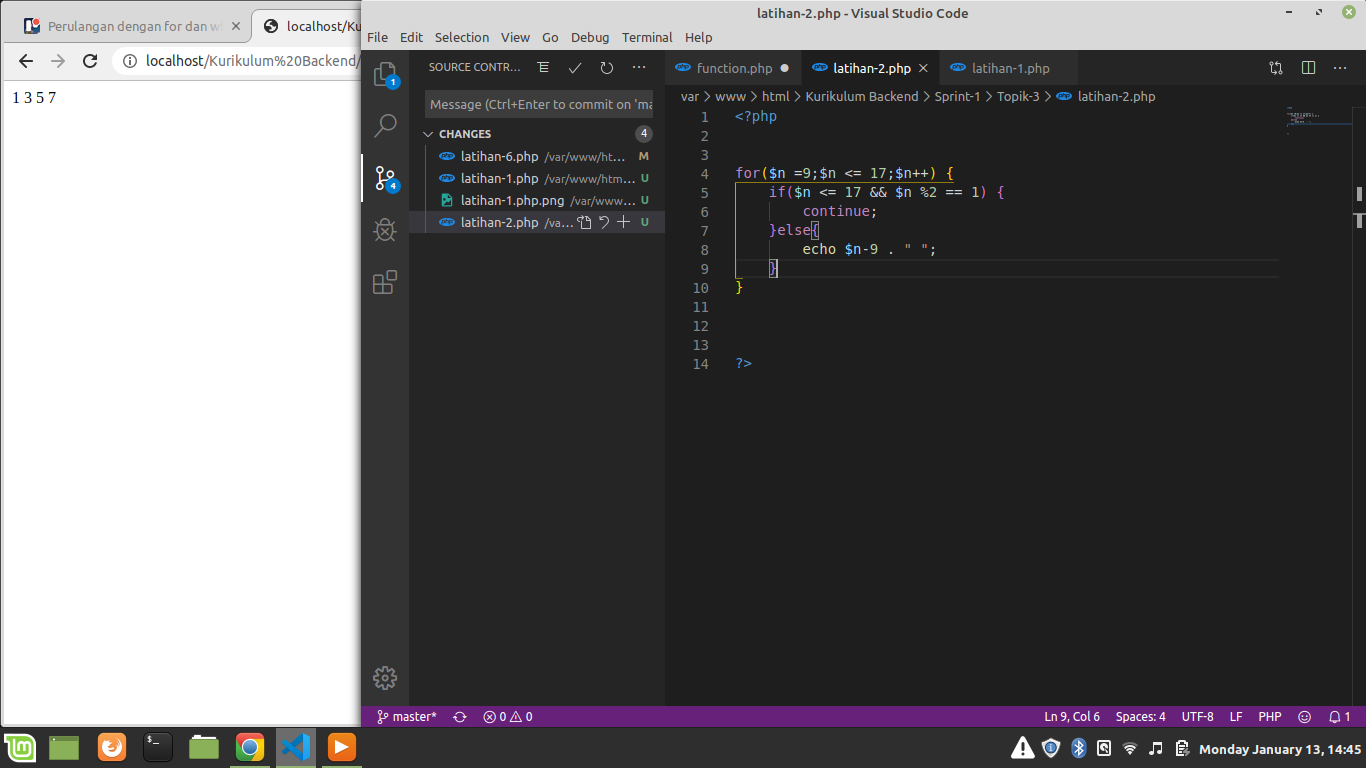 latihan-2.php - Visual Studio Code
Perulangan dengan for dan wh
localhost/Ku
localhost/Kurikulum%20Backend/
1 3 5 7
File Edit Selection View Go Debug Terminal Help
SOURCE CONTR...
Message (Ctrl+Enter to commit on 'ma
CHANGES 4
latihan-6.php /var/www/ht... M
latihan-1.php /var/www/htm... U
latihan-1.php.png /var/www... U
latihan-2.php /va... U
1
4
function.php
latihan-2.php
latihan-1.php
var > www > html > Kurikulum Backend > Sprint-1 > Topik-3 > latihan-2.php
1 <?php
2
3
4 for($n =9;$n <= 17;$n++) {
5 if($n <= 17 && $n %2 == 1) {
6 continue;
7 }else{
8 echo $n-9 . " ";
9 }
10 }
11
12
13
14 ?>
master* 0 0 Ln 9, Col 6 Spaces: 4 UTF-8 LF PHP 1
Monday January 13, 14:45